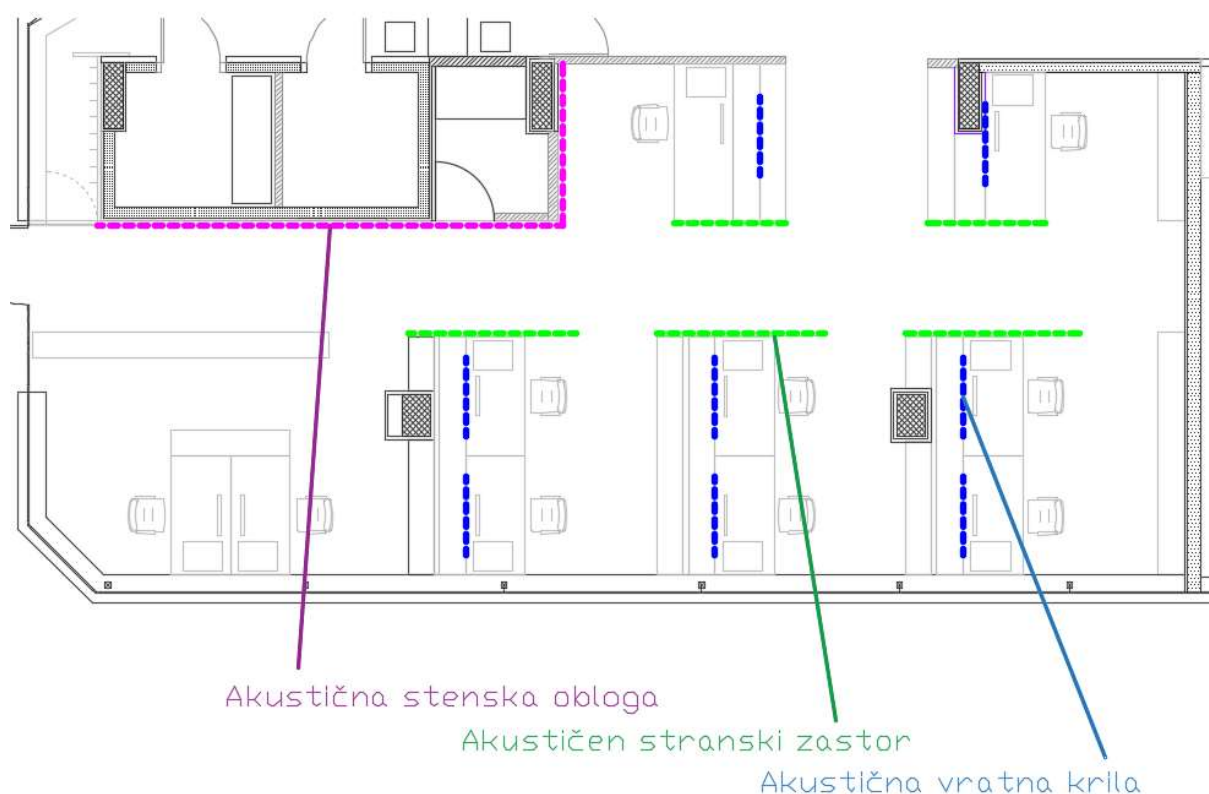 Akustična stenska obloga
Akustičen stranski zastor
Akustična vratna krila